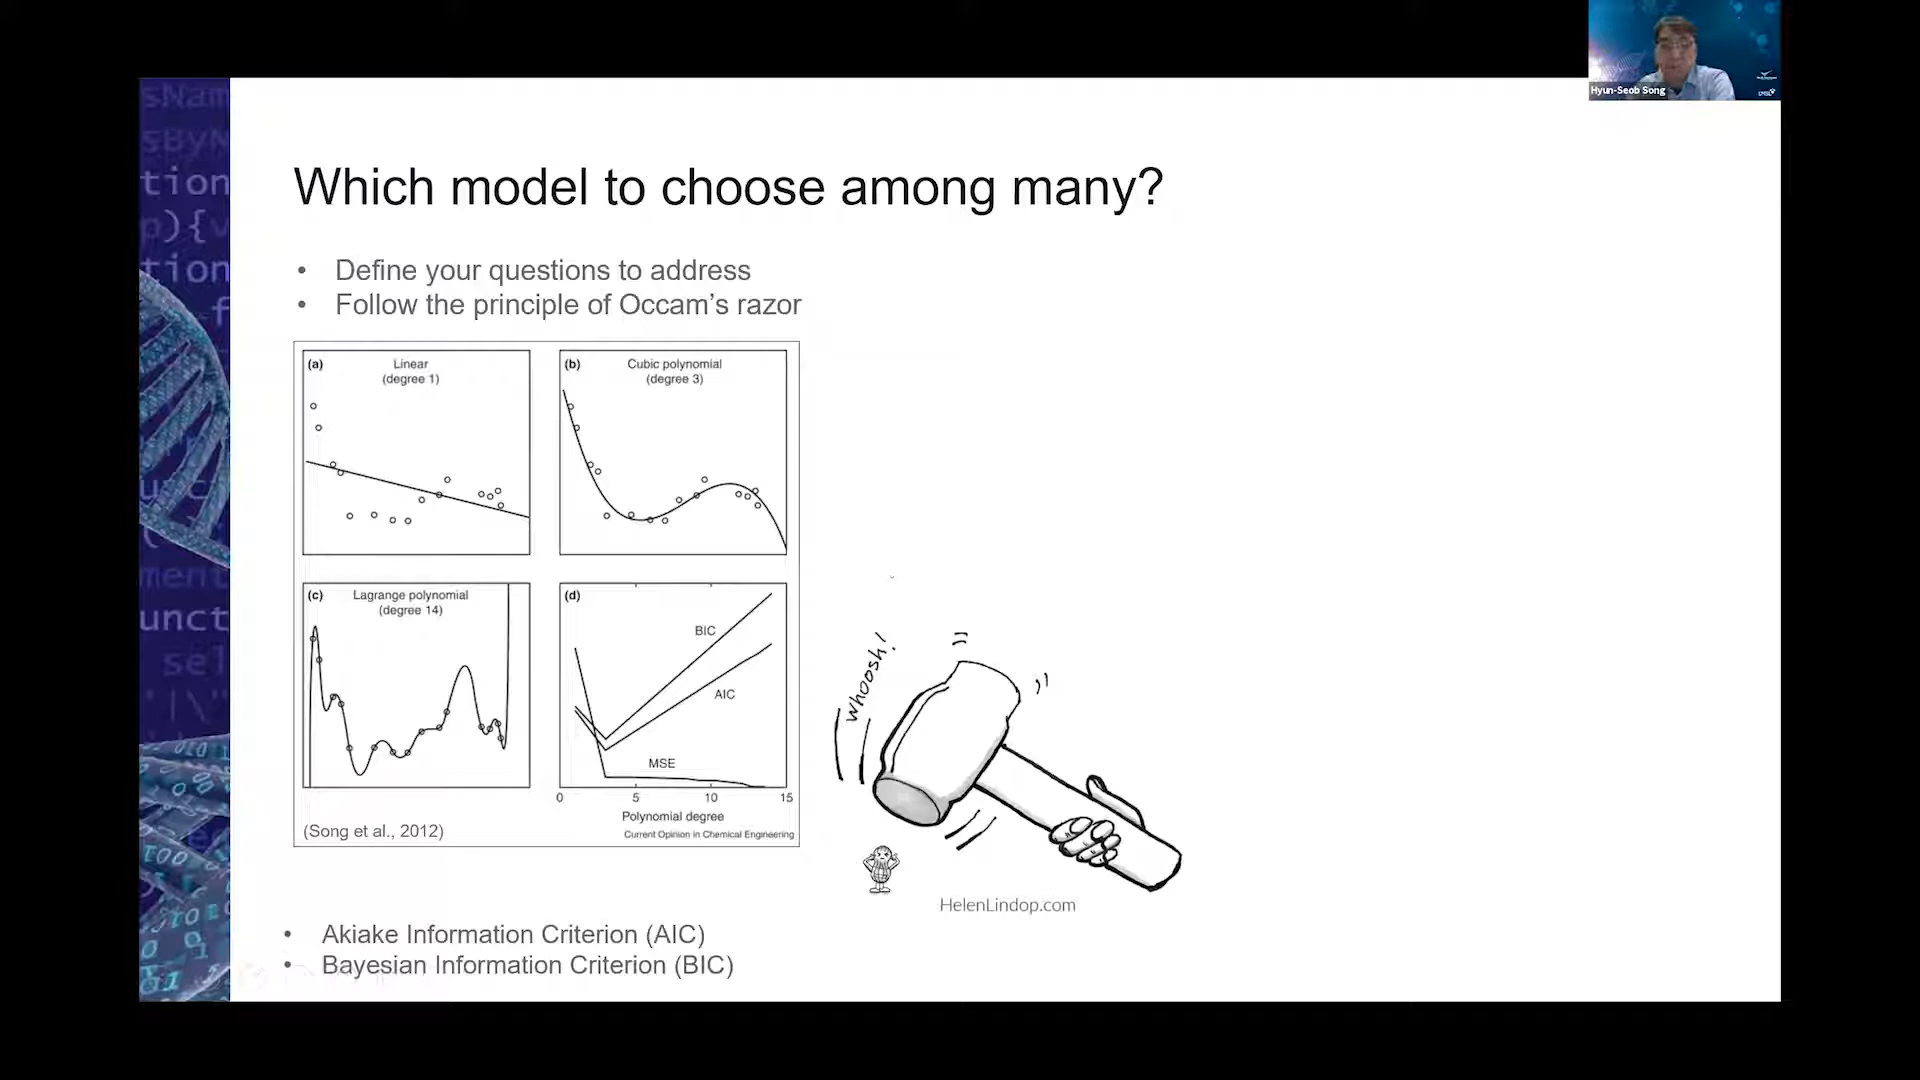 Hyun-Seob Song
Which model to choose among many?
• Define your questions to address
• Follow the principle of Occam’s razor
(a) Linear
(degree 1)
(b) Cubic polynomial
(degree 3)
(c) Lagrange polynomial
(degree 14)
(d)
BIC
AIC
MSE
0 5 10 15
Polynomial degree
Current Opinion in Chemical Engineering
(Song et al., 2012)
whoosh!
HelenLindop.com
• Akiake Information Criterion (AIC)
• Bayesian Information Criterion (BIC)